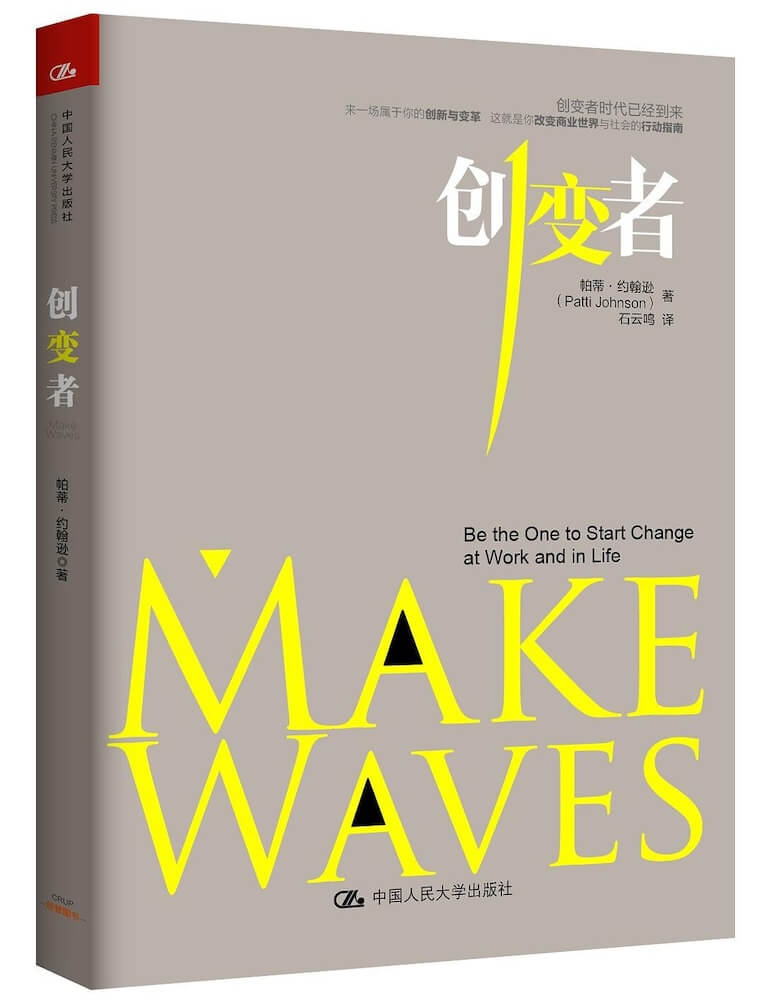 中国人民大学出版社
CHINA RENMIN UNIVERSITY PRESS
创变者
Make
Waves
帕蒂·约翰逊◎著
CRUP
创变者时代已经到来
来一场属于你的创新与变革 这就是你改变商业世界与社会的行动指南
创变者
帕蒂·约翰逊
(Patti Johnson) 著
石云鸣 译
Be the One to Start Change
at Work and in Life
MAKE
WAVES
中国人民大学出版社